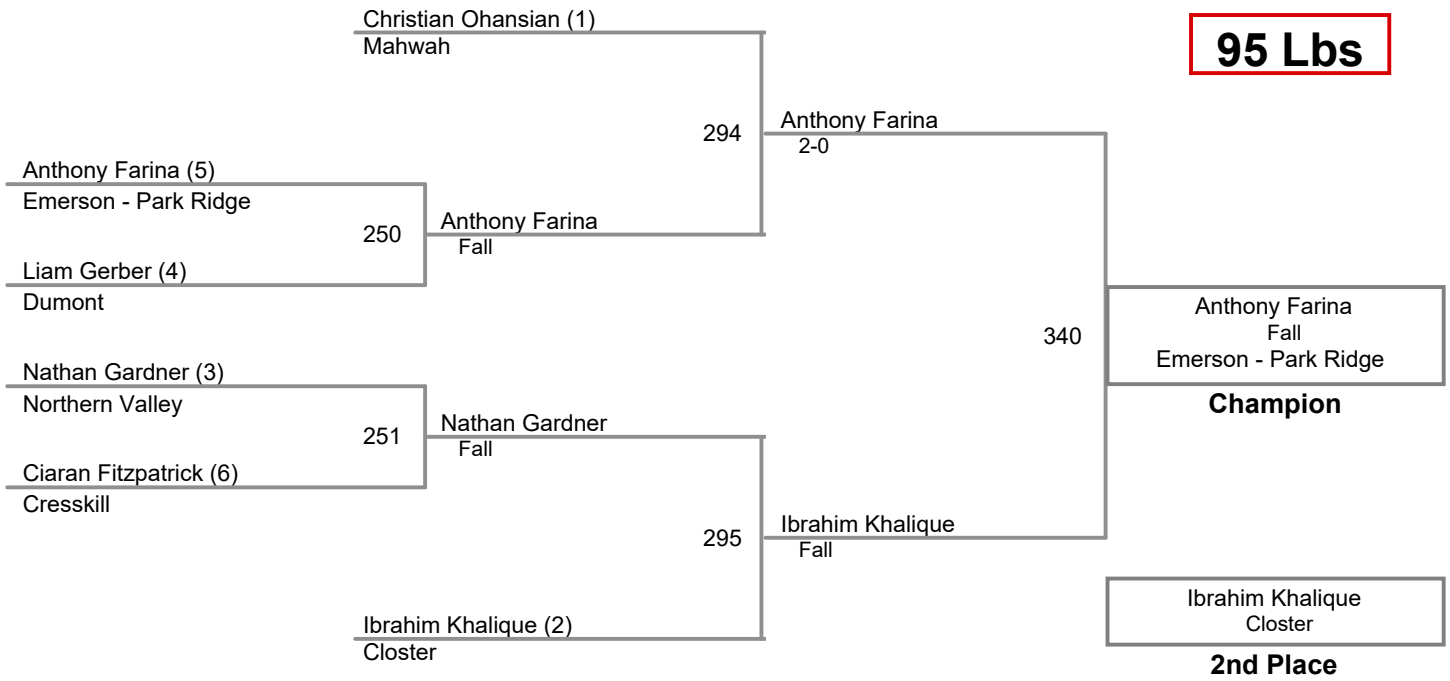 Christian Ohansian (1)
Mahwah
95 Lbs
294
Anthony Farina
2-0
Anthony Farina (5)
Emerson - Park Ridge
250
Anthony Farina
Fall
Liam Gerber (4)
Dumont
340
Anthony Farina
Fall
Emerson - Park Ridge
Champion
Nathan Gardner (3)
Northern Valley
251
Nathan Gardner
Fall
Ciaran Fitzpatrick (6)
Cresskill
295
Ibrahim Khalique
Fall
Ibrahim Khalique (2)
Closter
Ibrahim Khalique
Closter
2nd Place